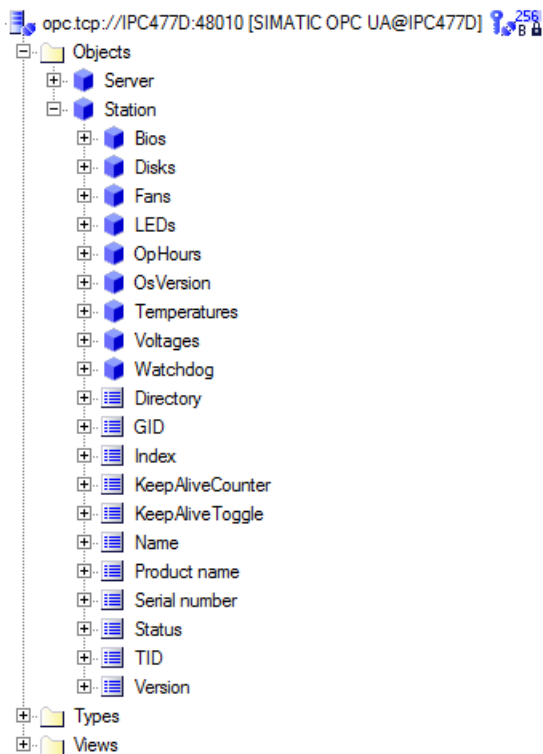 opc.tcp://IPC477D:48010 [SIMATIC OPC UA@IPC477D] 256
B
Objects
Server
Station
Bios
Disks
Fans
LEDs
OpHours
OsVersion
Temperatures
Voltages
Watchdog
Directory
GID
Index
KeepAliveCounter
KeepAliveToggle
Name
Product name
Serial number
Status
TID
Version
Types
Views